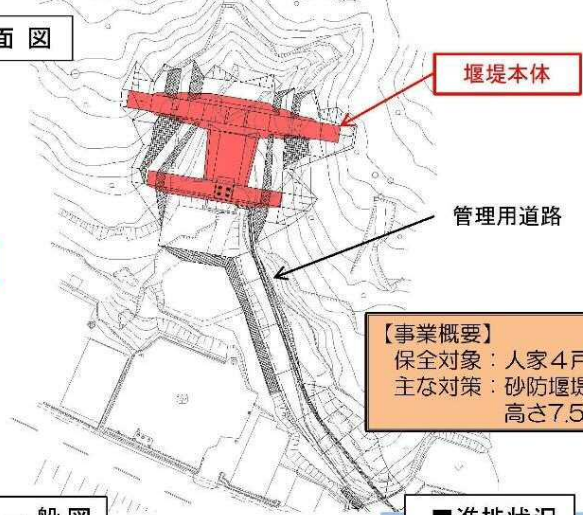 面 図
堰堤本体
管理用道路
【事業概要】
保全対象：人家４戸
主な対策：砂防堰堤
高さ7.5
般図
■進捗状況